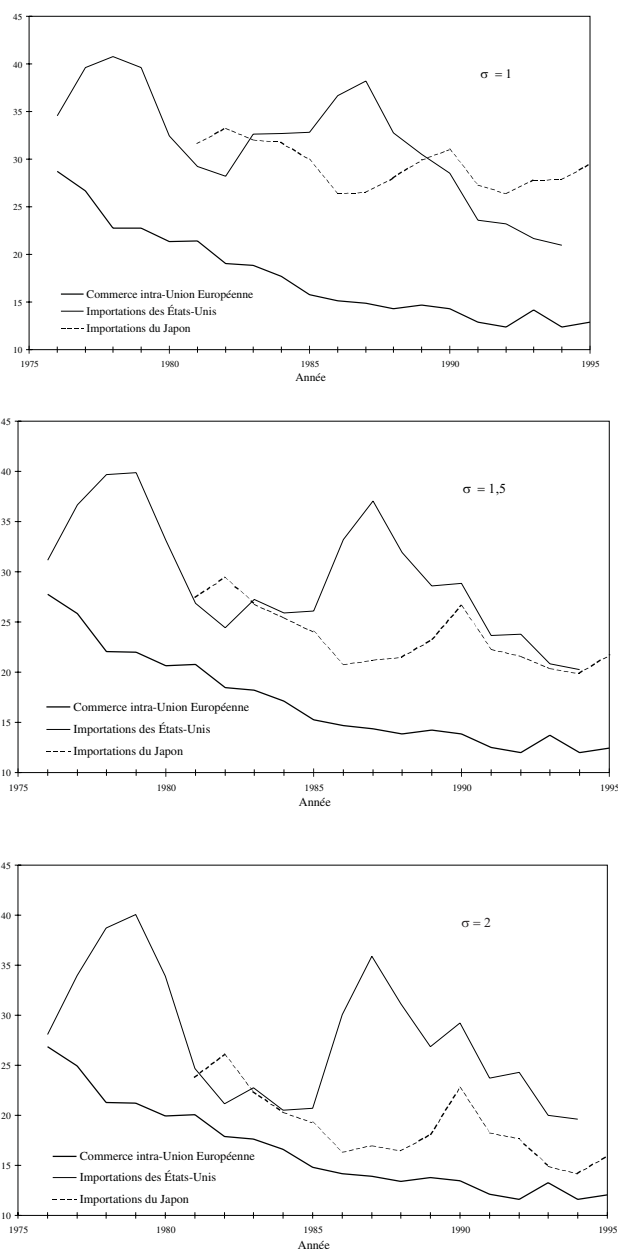 45
40
σ = 1
35
30
25
20
15
Commerce intra-Union Européenne
Importations des États-Unis
Importations du Japon
10
1975 1980 1985 1990 1995
Année
45
40
σ = 1,5
35
30
25
20
15
Commerce intra-Union Européenne
Importations des États-Unis
Importations du Japon
10
1975 1980 1985 1990 1995
Année
45
40
σ = 2
35
30
25
20
15
Commerce intra-Union Européenne
Importations des États-Unis
Importations du Japon
10
1975 1980 1985 1990 1995
Année